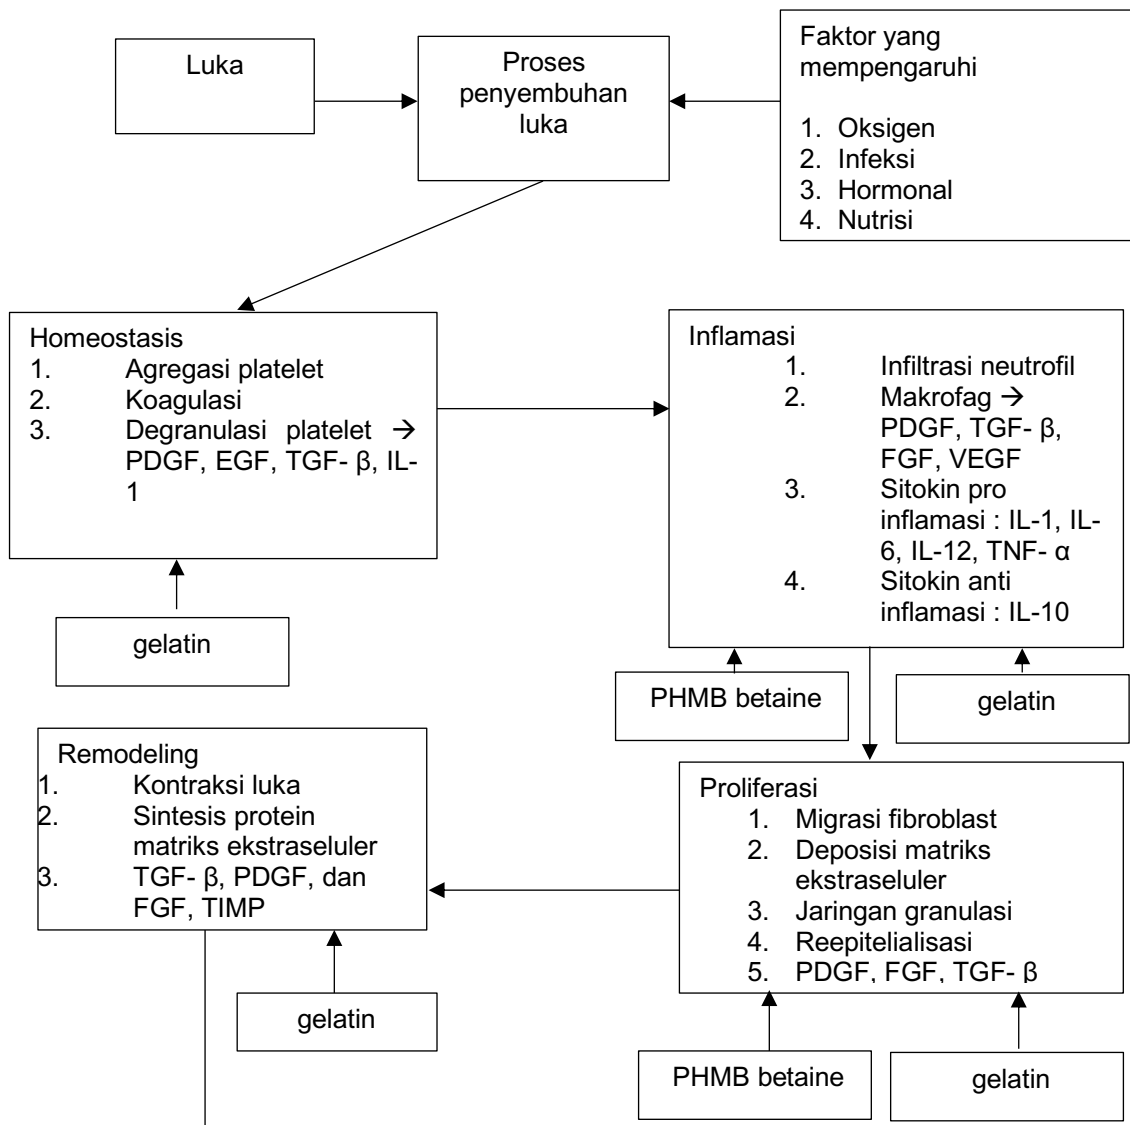 Luka
Proses
penyembuhan
luka
Faktor yang
mempengaruhi
1. Oksigen
2. Infeksi
3. Hormonal
4. Nutrisi
Homeostasis
1. Agregasi platelet
2. Koagulasi
3. Degranulasi platelet →
PDGF, EGF, TGF- β, IL-
1
Inflamasi
1. Infiltrasi neutrofil
2. Makrofag →
PDGF, TGF- β,
FGF, VEGF
3. Sitokin pro
inflamasi : IL-1, IL-
6, IL-12, TNF- α
4. Sitokin anti
inflamasi : IL-10
gelatin
PHMB betaine
gelatin
Remodeling
1. Kontraksi luka
2. Sintesis protein
matriks ekstraseluler
3. TGF- β, PDGF, dan
FGF, TIMP
Proliferasi
1. Migrasi fibroblast
2. Deposisi matriks
ekstraseluler
3. Jaringan granulasi
4. Reepitelialisasi
5. PDGF, FGF, TGF- β
gelatin
PHMB betaine
gelatin